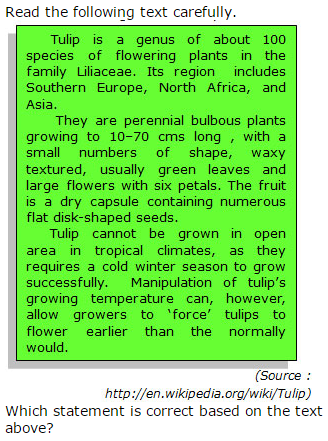 Read the following text carefully.
Tulip is a genus of about 100
species of flowering plants in the
family Liliaceae. Its region includes
Southern Europe, North Africa, and
Asia.
They are perennial bulbous plants
growing to 10–70 cms long , with a
small numbers of shape, waxy
textured, usually green leaves and
large flowers with six petals. The fruit
is a dry capsule containing numerous
flat disk-shaped seeds.
Tulip cannot be grown in open
area in tropical climates, as they
requires a cold winter season to grow
successfully. Manipulation of tulip's
growing temperature can, however,
allow growers to ‘force’ tulips to
flower earlier than the normally
would.
(Source :
http://en.wikipedia.org/wiki/Tulip)
Which statement is correct based on the text
above?